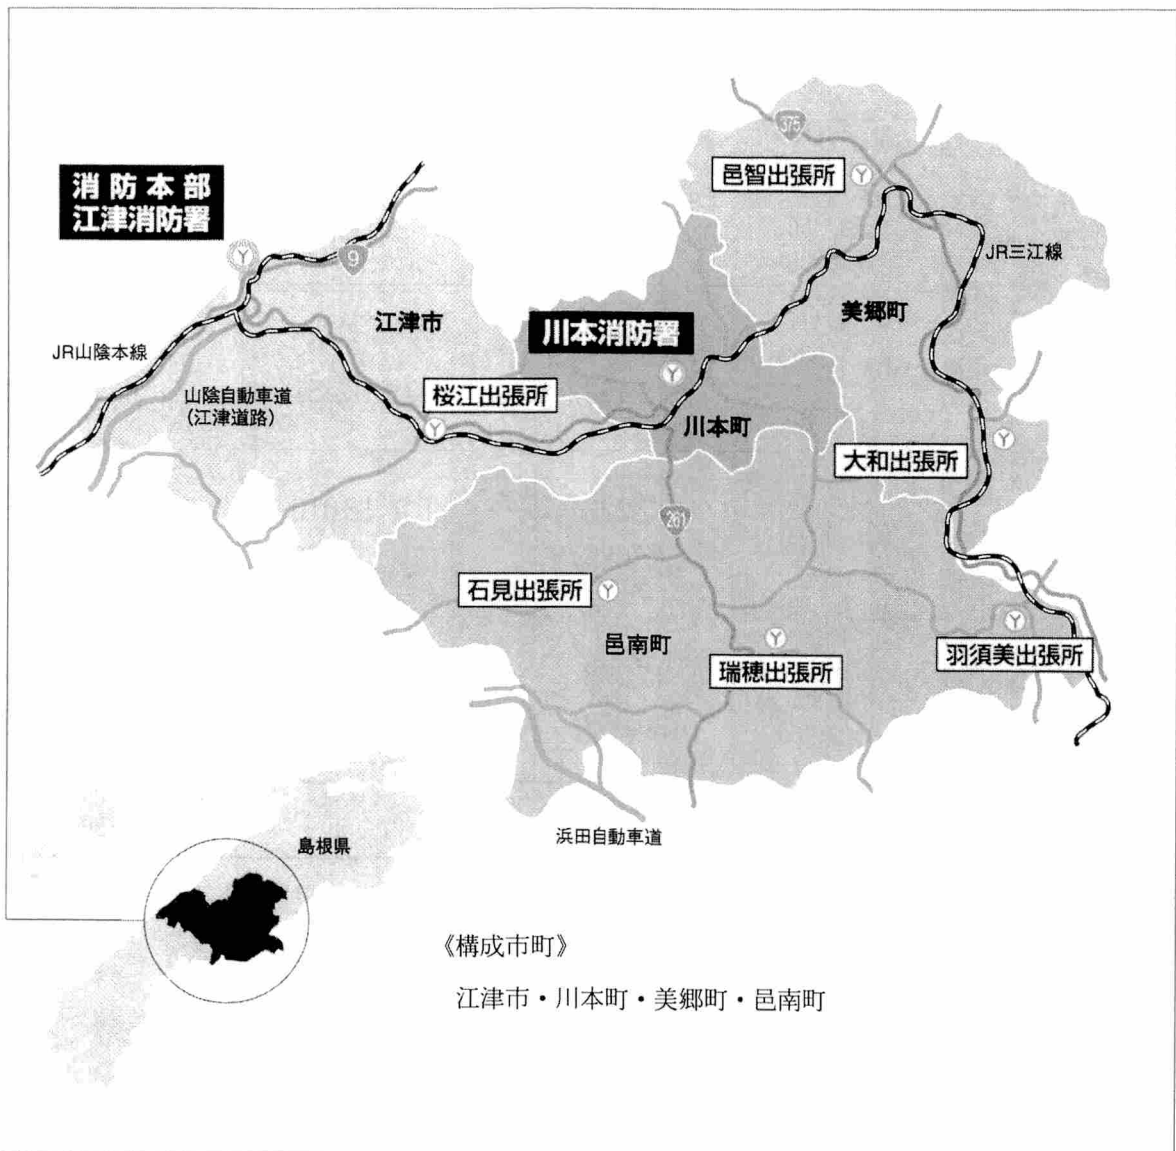 375
邑智出張所
消防本部
江津消防署
9
JR三江線
美郷町
江津市
川本消防署
JR山陰本線
山陰自動車道
(江津道路)
桜江出張所
川本町
大和出張所
261
石見出張所
邑南町
羽須美出張所
瑞穂出張所
浜田自動車道
島根県
《構成市町》
江津市・川本町・美郷町・邑南町